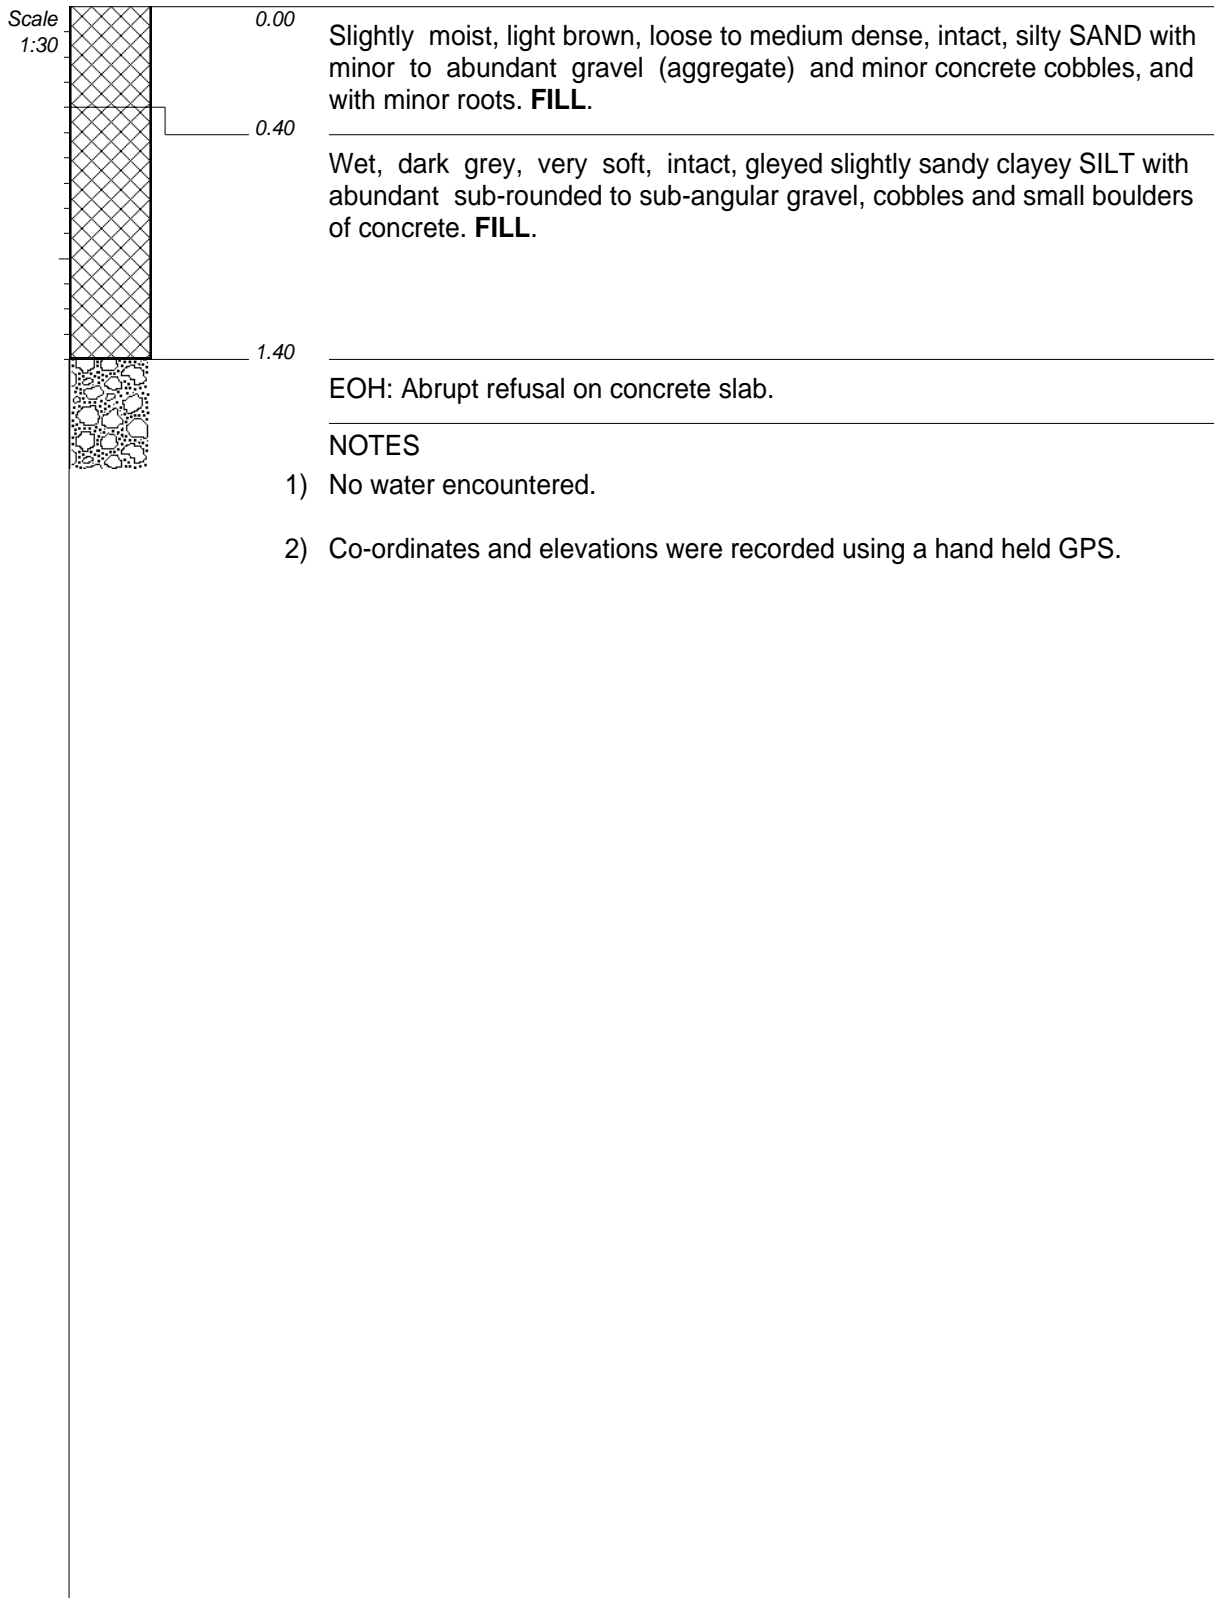 Scale
1:30
0.00
Slightly moist, light brown, loose to medium dense, intact, silty SAND with
minor to abundant gravel (aggregate) and minor concrete cobbles, and
with minor roots. FILL.
0.40
Wet, dark grey, very soft, intact, gleyed slightly sandy clayey SILT with
abundant sub-rounded to sub-angular gravel, cobbles and small boulders
of concrete. FILL.
1.40
EOH: Abrupt refusal on concrete slab.
NOTES
1) No water encountered.
2) Co-ordinates and elevations were recorded using a hand held GPS.